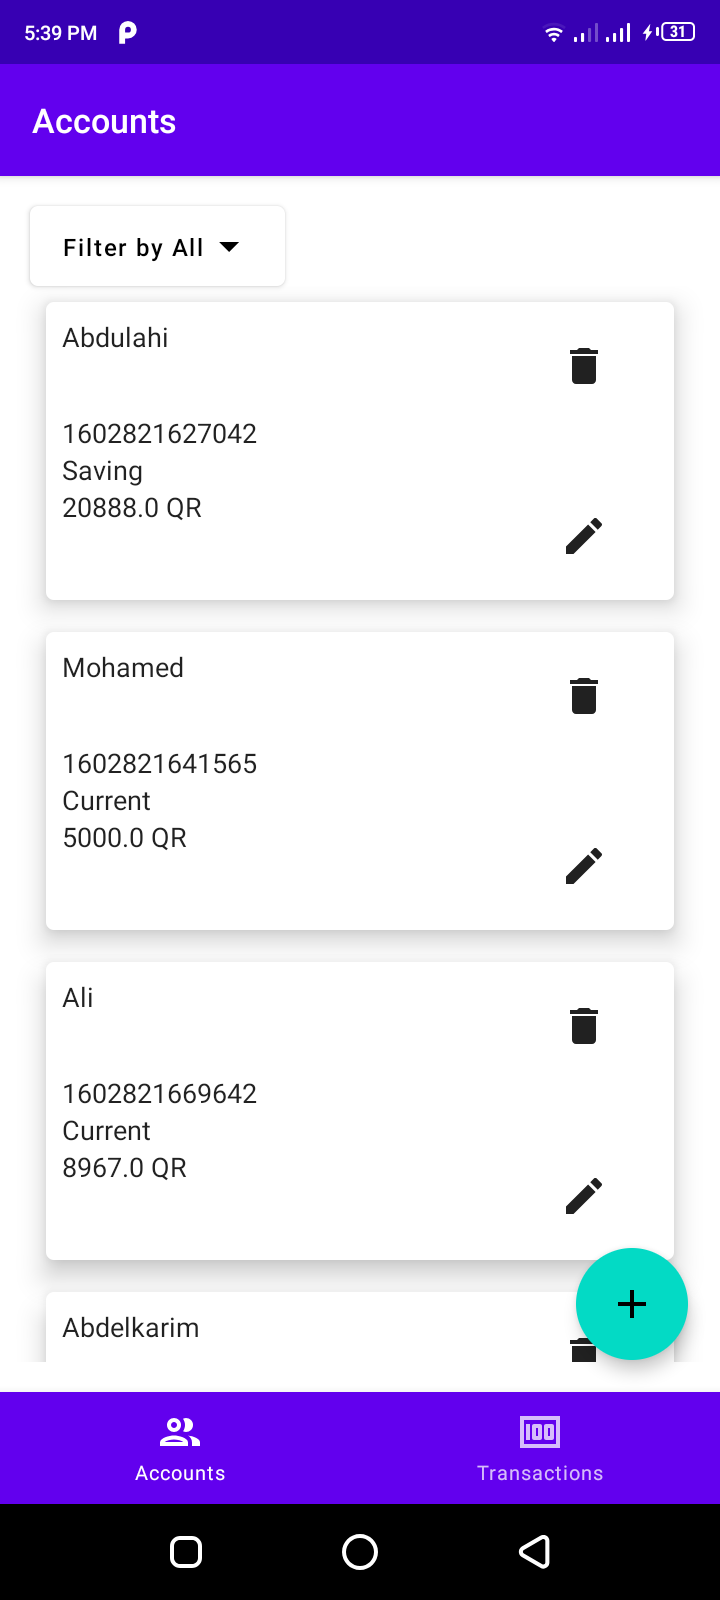 5:39 PM
31
Accounts
Filter by All
Abdulahi
1602821627042
Saving
20888.0 QR
Mohamed
1602821641565
Current
5000.0 QR
Ali
1602821669642
Current
8967.0 QR
Abdelkarim
100
Accounts
Transactions